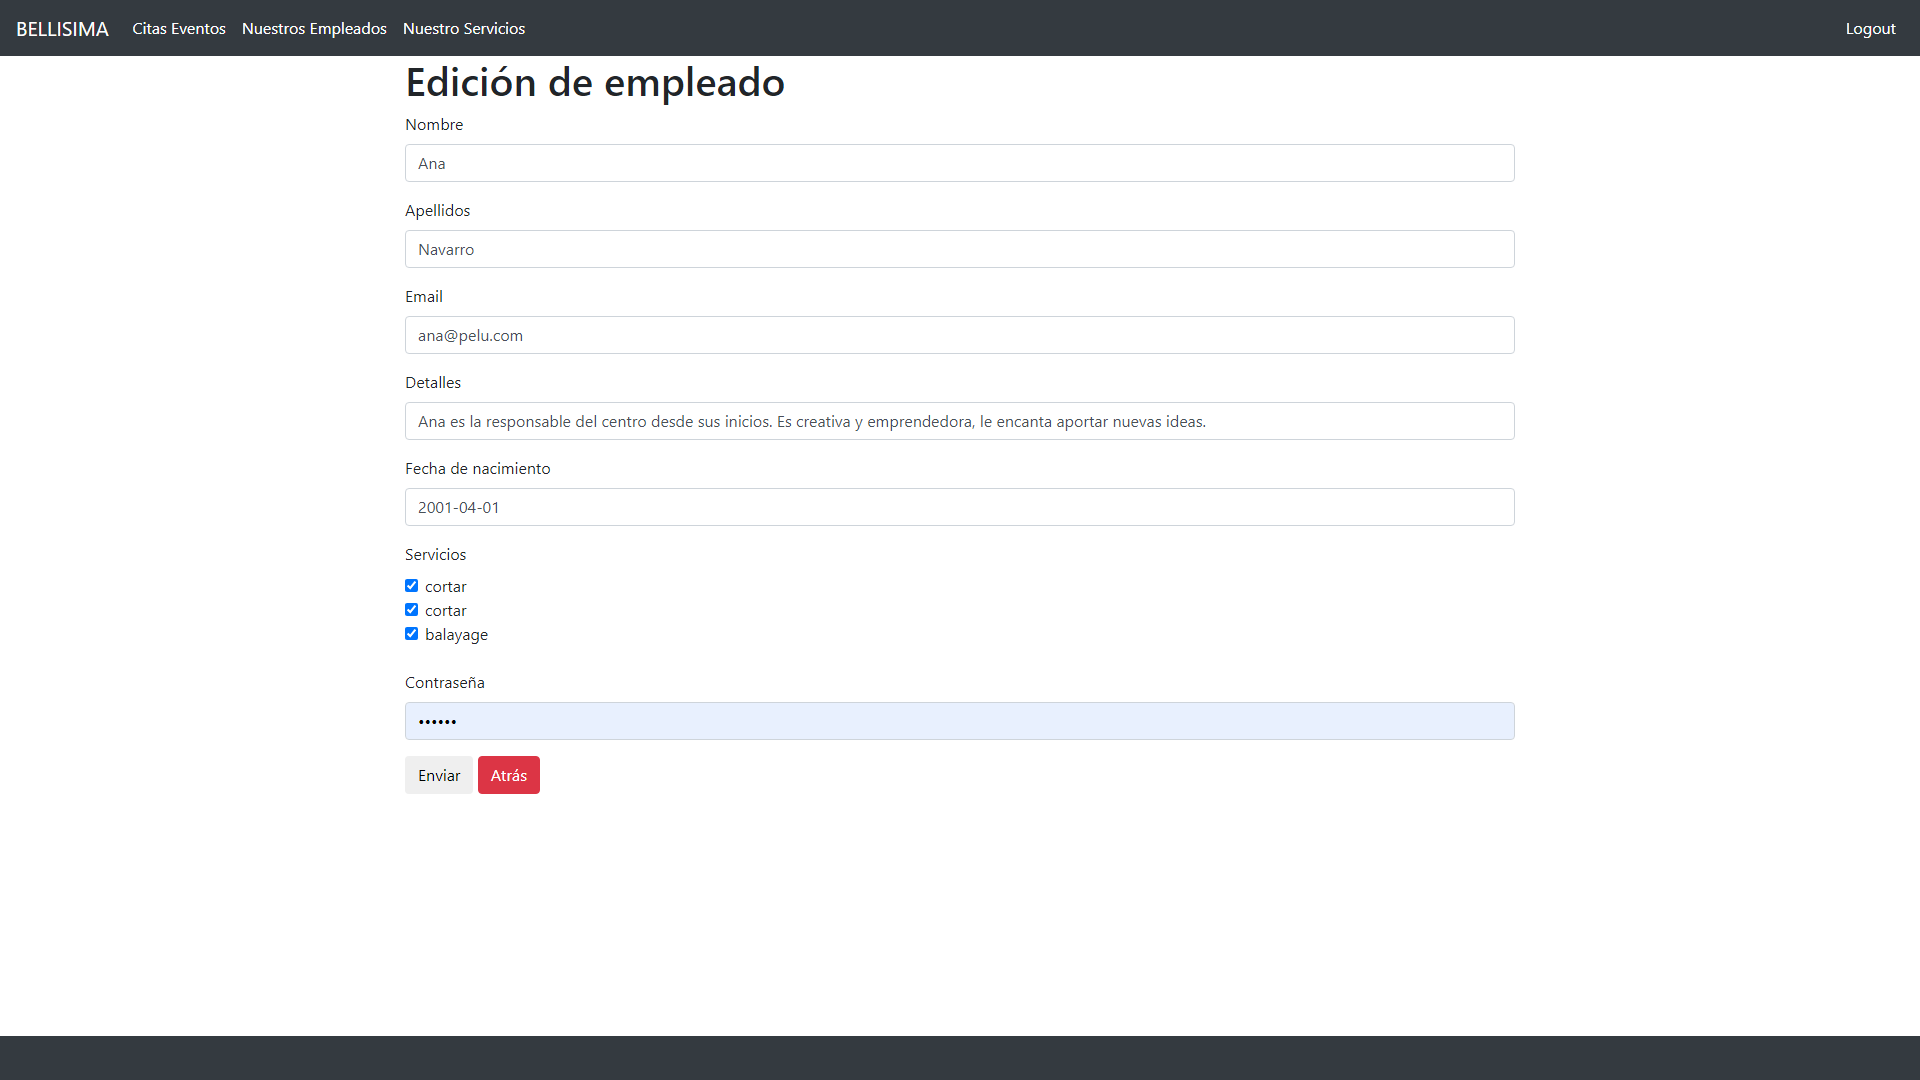 BELLISIMA Citas Eventos Nuestros Empleados Nuestro Servicios Logout
Edición de empleado
Nombre
Ana
Apellidos
Navarro
Email
ana@pelu.com
Detalles
Ana es la responsable del centro desde sus inicios. Es creativa y emprendedora, le encanta aportar nuevas ideas.
Fecha de nacimiento
2001-04-01
Servicios
cortar
cortar
balayage
Contraseña
••••••
Enviar Atrás